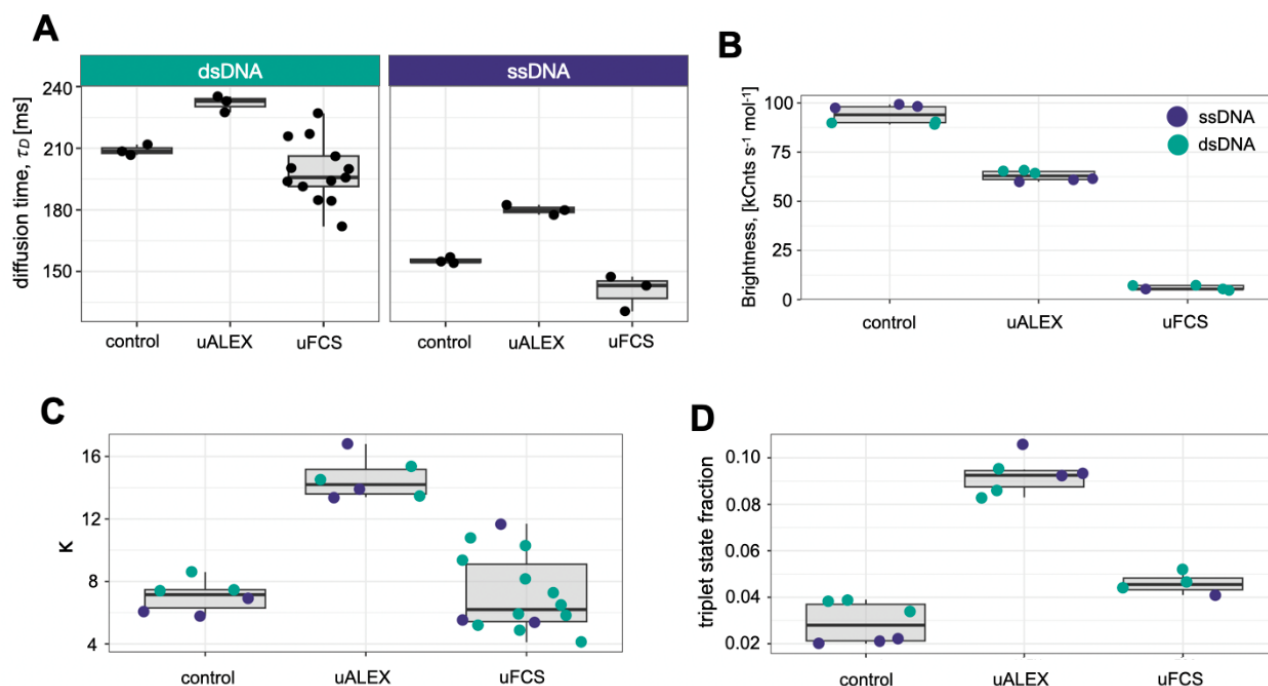 A
dsDNA
ssDNA
diffusion time, τD [ms]
240
210
180
150
control
uALEX
uFCS
control
uALEX
uFCS
B
Brightness, [kCnts s⁻¹ mol⁻¹]
100
75
50
25
0
ssDNA
dsDNA
control
uALEX
uFCS
C
K
16
12
8
4
control
uALEX
uFCS
D
triplet state fraction
0.10
0.08
0.06
0.04
0.02
control
uALEX
uFCS